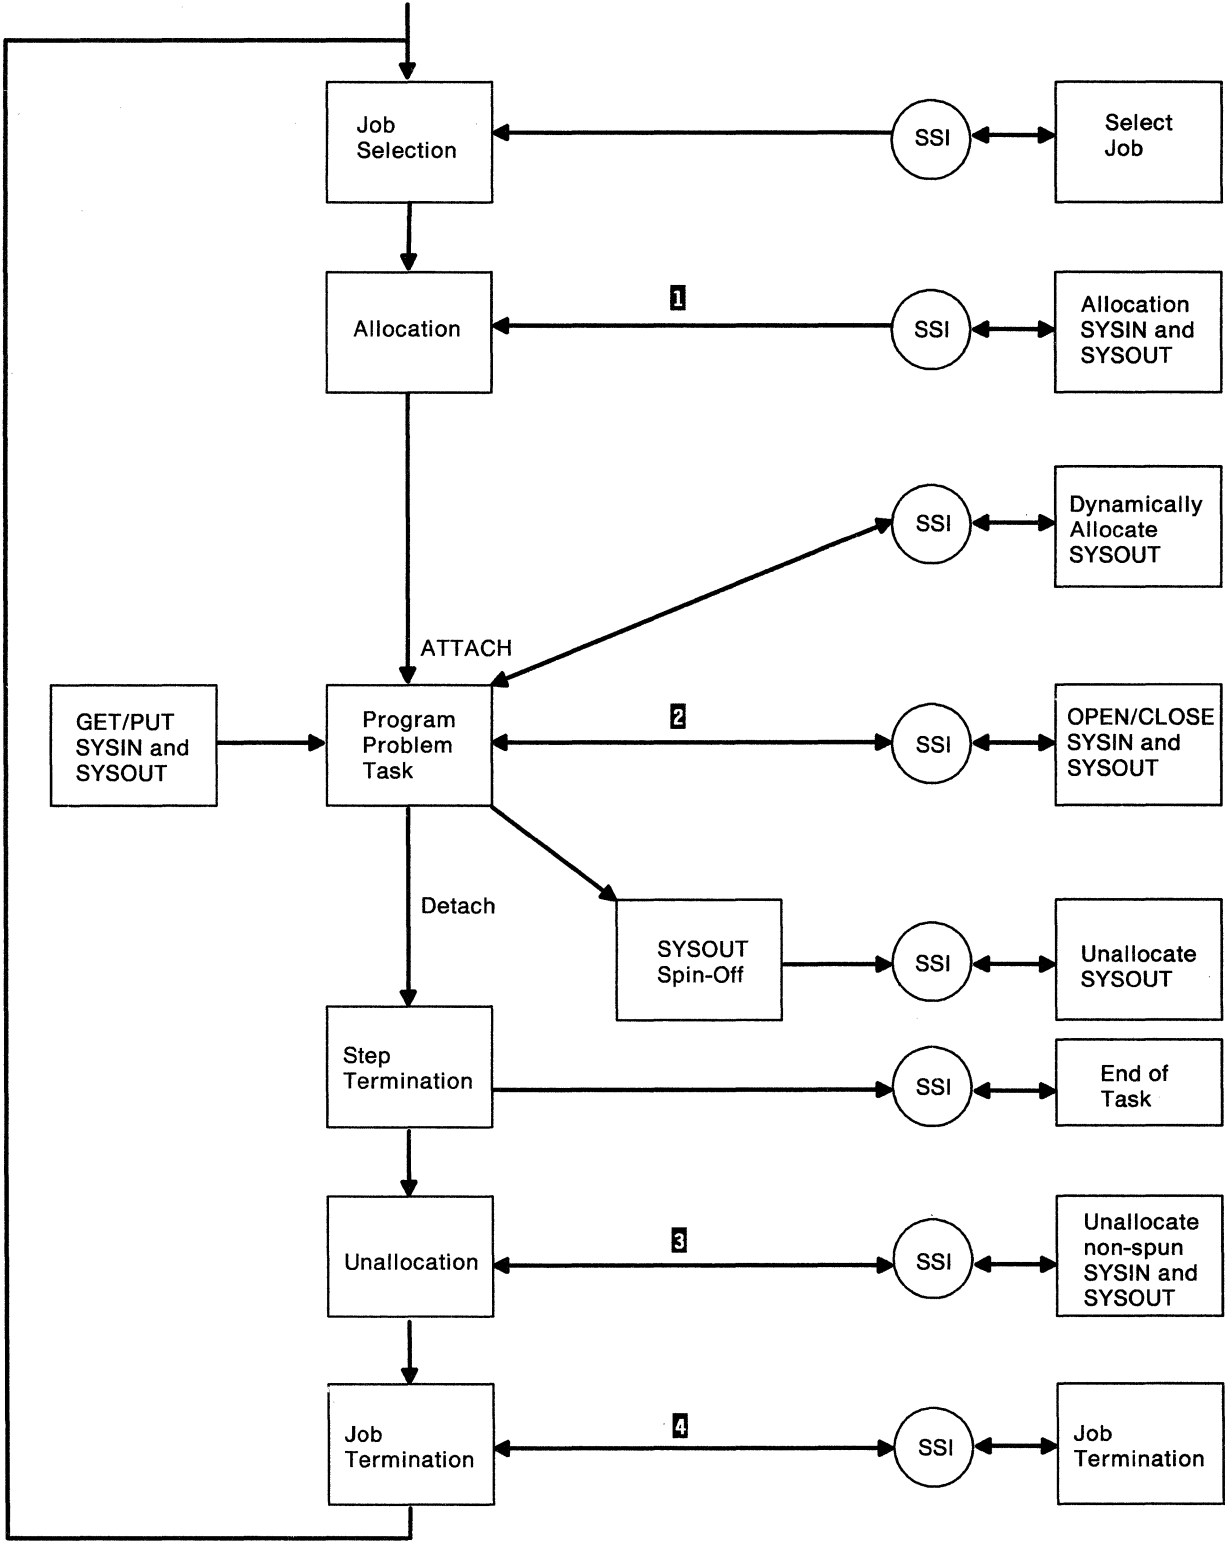 Job
Selection
SSI
Select
Job
Allocation
1
SSI
Allocation
SYSIN and
SYSOUT
SSI
Dynamically
Allocate
SYSOUT
ATTACH
GET/PUT
SYSIN and
SYSOUT
Program
Problem
Task
2
SSI
OPEN/CLOSE
SYSIN and
SYSOUT
Detach
SYSOUT
Spin-Off
SSI
Unallocate
SYSOUT
Step
Termination
SSI
End of
Task
Unallocation
3
SSI
Unallocate
non-spun
SYSIN and
SYSOUT
Job
Termination
4
SSI
Job
Termination